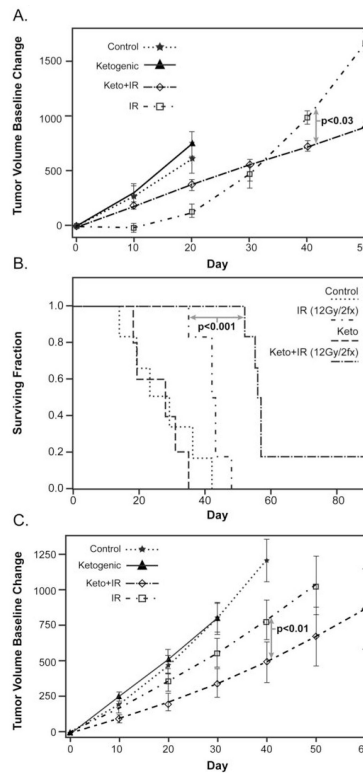 A.
Control
Ketogenic
Keto+IR
IR
Tumor Volume Baseline Change
1500
1000
500
0
p<0.03
0 10 20 30 40 50
Day
B.
Control
IR (12Gy/2fx)
Keto
Keto+IR (12Gy/2fx)
p<0.001
Surviving Fraction
1.0
0.8
0.6
0.4
0.2
0.0
0 20 40 60 80
Day
C.
Control
Ketogenic
Keto+IR
IR
Tumor Volume Baseline Change
1250
1000
750
500
250
0
p<0.01
0 10 20 30 40 50 60
Day